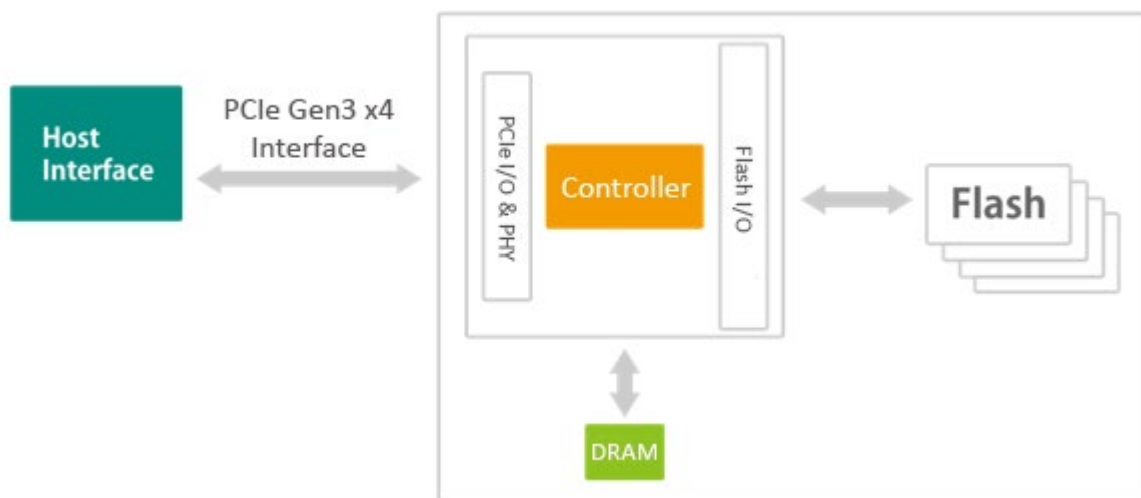 Host
Interface
PCIe Gen3 x4
Interface
PCIe I/O & PHY
Controller
Flash I/O
Flash
DRAM